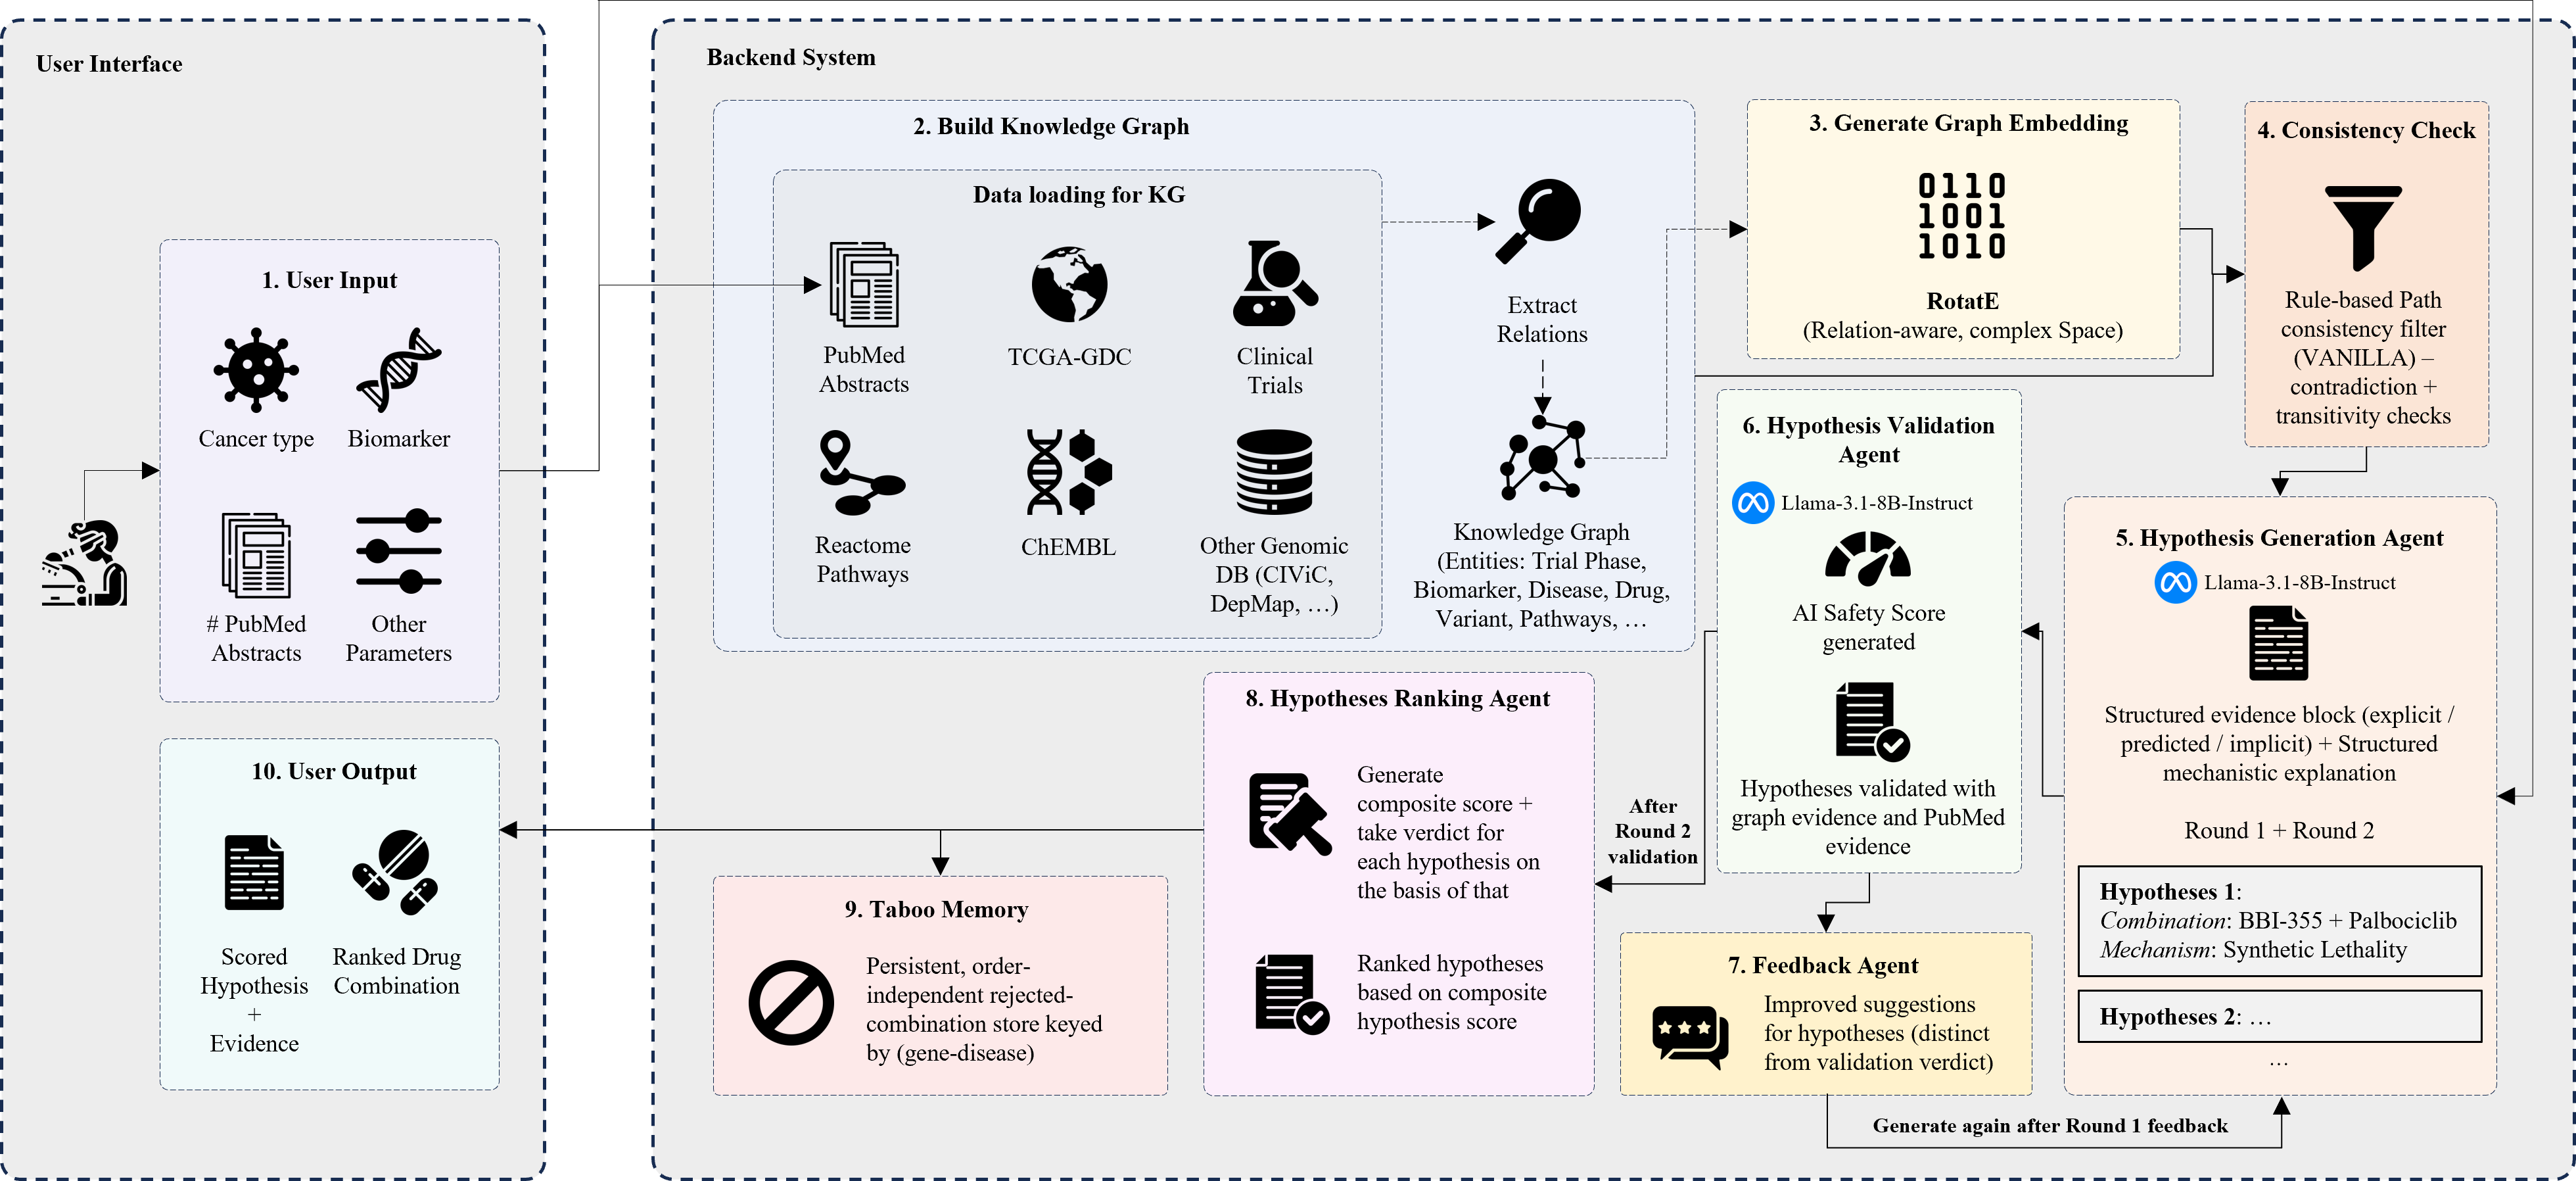 User Interface
1. User Input
Cancer type
Biomarker
# PubMed
Abstracts
Other
Parameters
10. User Output
Scored
Hypothesis
+
Evidence
Ranked Drug
Combination
Backend System
2. Build Knowledge Graph
Data loading for KG
PubMed
Abstracts
TCGA-GDC
Clinical
Trials
Reactome
Pathways
ChEMBL
Other Genomic
DB (CIViC,
DepMap, …)
Extract
Relations
Knowledge Graph
(Entities: Trial Phase,
Biomarker, Disease, Drug,
Variant, Pathways, …
3. Generate Graph Embedding
0110
1001
1010
RotatE
(Relation-aware, complex Space)
4. Consistency Check
Rule-based Path
consistency filter
(VANILLA) –
contradiction +
transitivity checks
5. Hypothesis Generation Agent
Llama-3.1-8B-Instruct
Structured evidence block (explicit /
predicted / implicit) + Structured
mechanistic explanation
Round 1 + Round 2
Hypotheses 1:
Combination: BBI-355 + Palbociclib
Mechanism: Synthetic Lethality
Hypotheses 2: …
…
6. Hypothesis Validation
Agent
Llama-3.1-8B-Instruct
AI Safety Score
generated
Hypotheses validated with
graph evidence and PubMed
evidence
7. Feedback Agent
Improved suggestions
for hypotheses (distinct
from validation verdict)
Generate again after Round 1 feedback
After
Round 2
validation
8. Hypotheses Ranking Agent
Generate
composite score +
take verdict for
each hypothesis on
the basis of that
Ranked hypotheses
based on composite
hypothesis score
9. Taboo Memory
Persistent, order-
independent rejected-
combination store keyed
by (gene-disease)